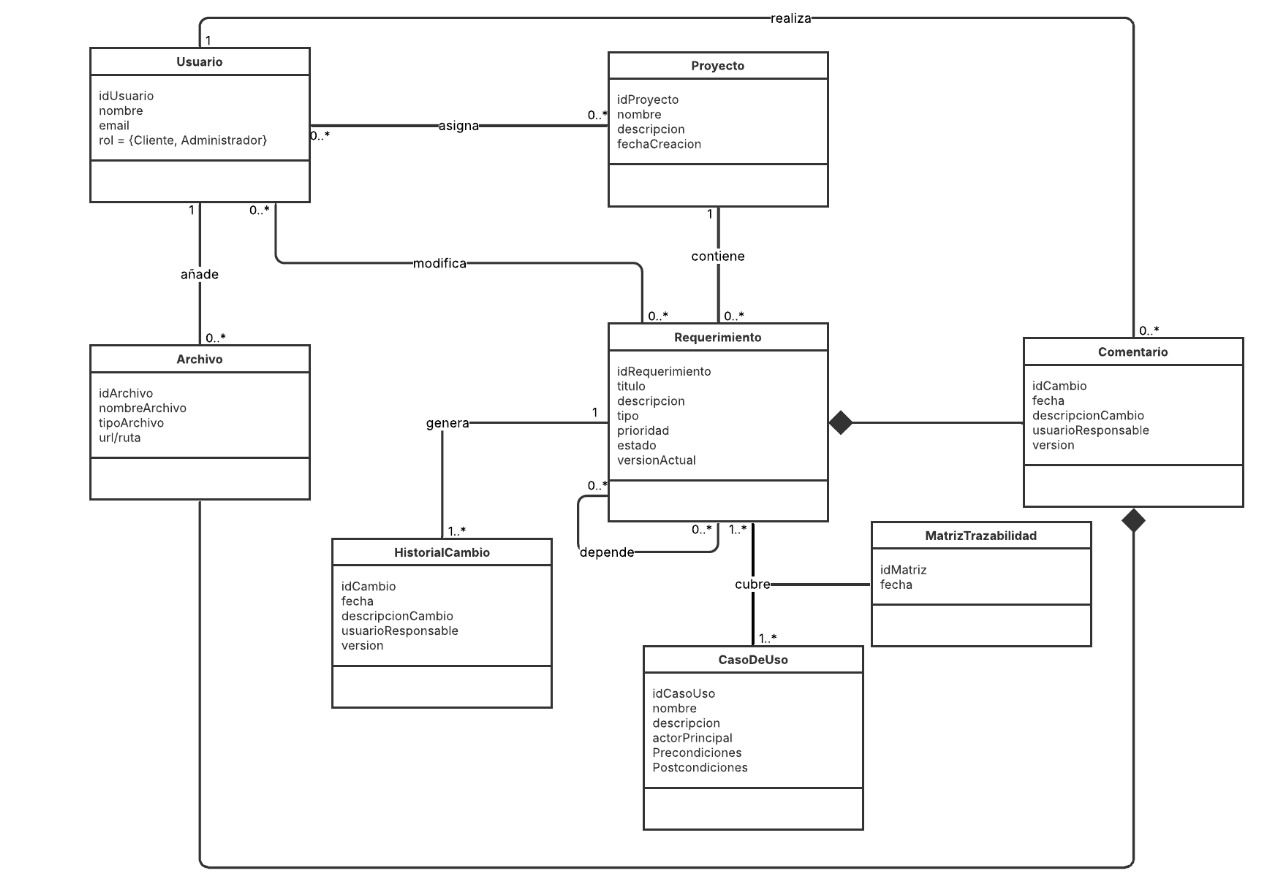 realiza
1
Usuario
idUsuario
nombre
email
rol = {Cliente, Administrador}
0..*
asigna
0..*
Proyecto
idProyecto
nombre
descripcion
fechaCreacion
1
0..*
1
modifica
añade
contiene
0..*
0..*
0..*
0..*
Archivo
idArchivo
nombreArchivo
tipoArchivo
url/ruta
Requerimiento
idRequerimiento
titulo
descripcion
tipo
prioridad
estado
versionActual
Comentario
idCambio
fecha
descripcionCambio
usuarioResponsable
version
genera
1
0..*
0..*
1..*
depende
1..*
HistorialCambio
idCambio
fecha
descripcionCambio
usuarioResponsable
version
cubre
MatrizTrazabilidad
idMatriz
fecha
1..*
CasoDeUso
idCasoUso
nombre
descripcion
actorPrincipal
Precondiciones
Postcondiciones